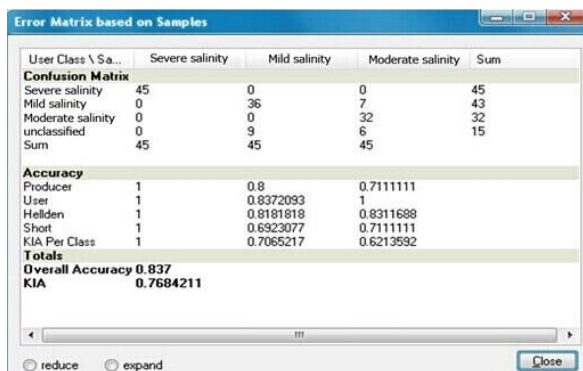 Error Matrix based on Samples
User Class \ Sa... Severe salinity Mild salinity Moderate salinity Sum
Confusion Matrix
Severe salinity 45 0 0 45
Mild salinity 0 36 7 43
Moderate salinity 0 0 32 32
unclassified 0 9 6 15
Sum 45 45 45
Accuracy
Producer 1 0.8 0.7111111
User 1 0.8372093 1
Hellden 1 0.8181818 0.8311688
Short 1 0.6923077 0.7111111
KIA Per Class 1 0.7065217 0.6213592
Totals
Overall Accuracy 0.837
KIA 0.7684211
reduce expand Close